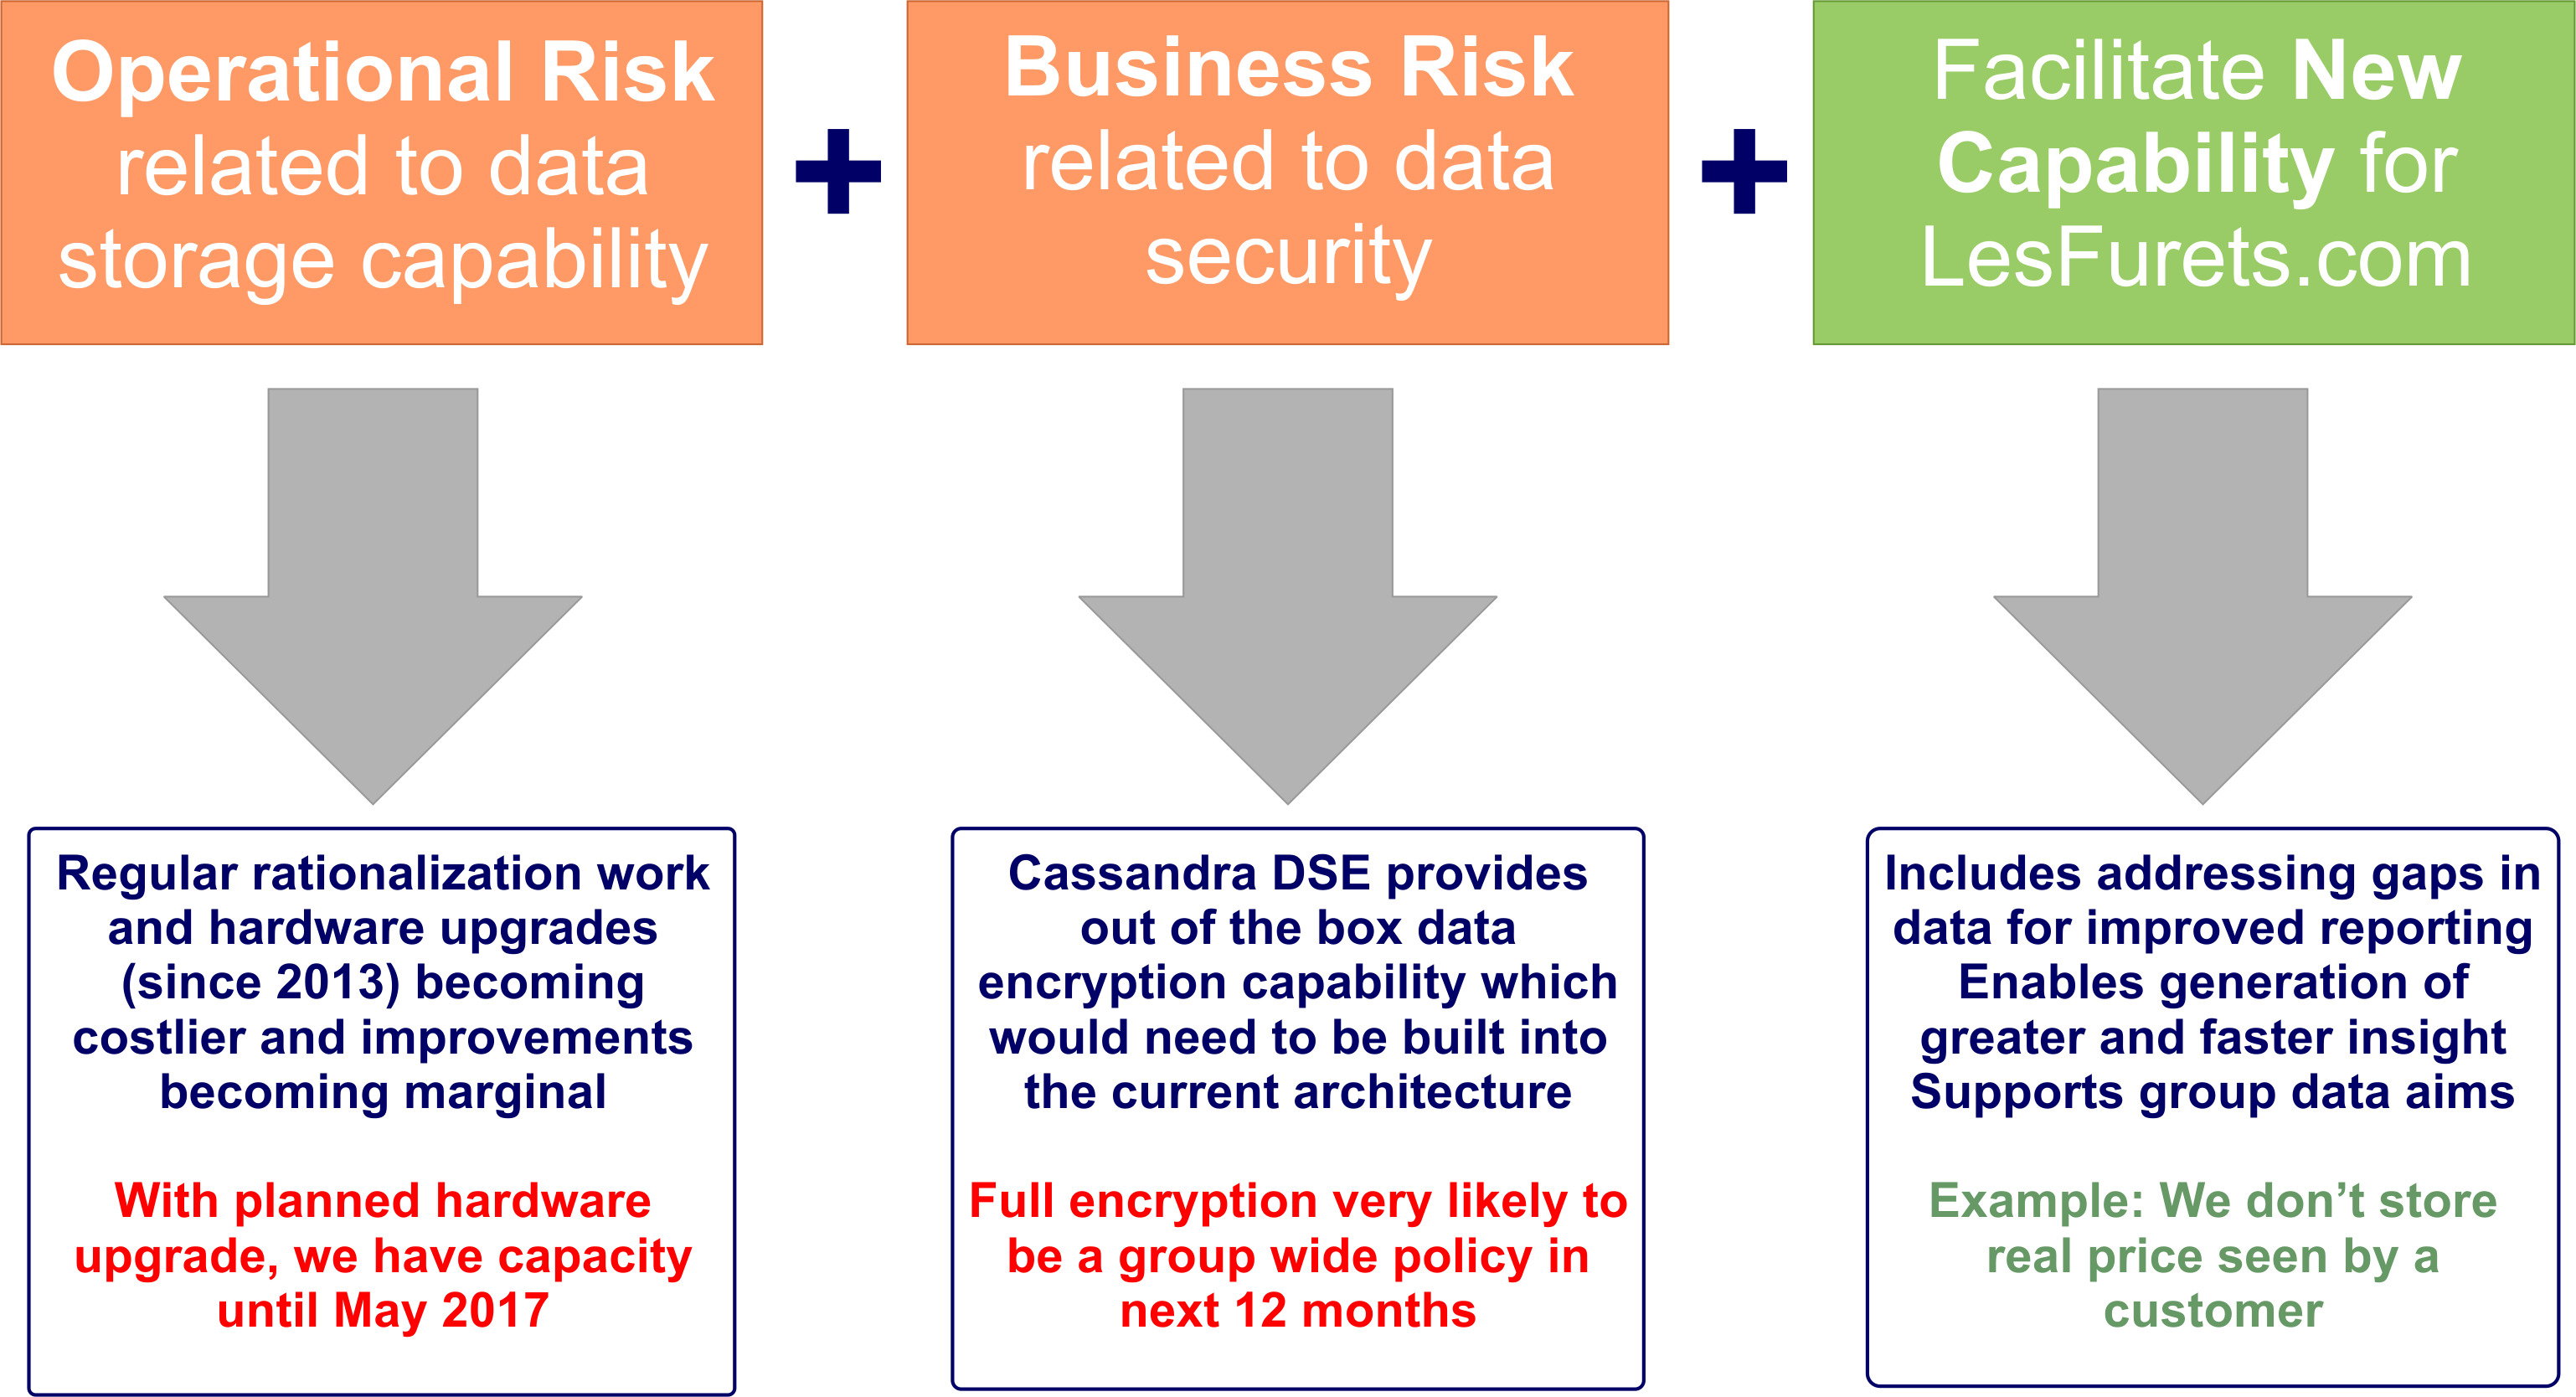 Operational Risk
related to data
storage capability
+
Business Risk
related to data
security
+
Facilitate New
Capability for
LesFurets.com
Regular rationalization work
and hardware upgrades
(since 2013) becoming
costlier and improvements
becoming marginal
With planned hardware
upgrade, we have capacity
until May 2017
Cassandra DSE provides
out of the box data
encryption capability which
would need to be built into
the current architecture
Full encryption very likely to
be a group wide policy in
next 12 months
Includes addressing gaps in
data for improved reporting
Enables generation of
greater and faster insight
Supports group data aims
Example: We don’t store
real price seen by a
customer